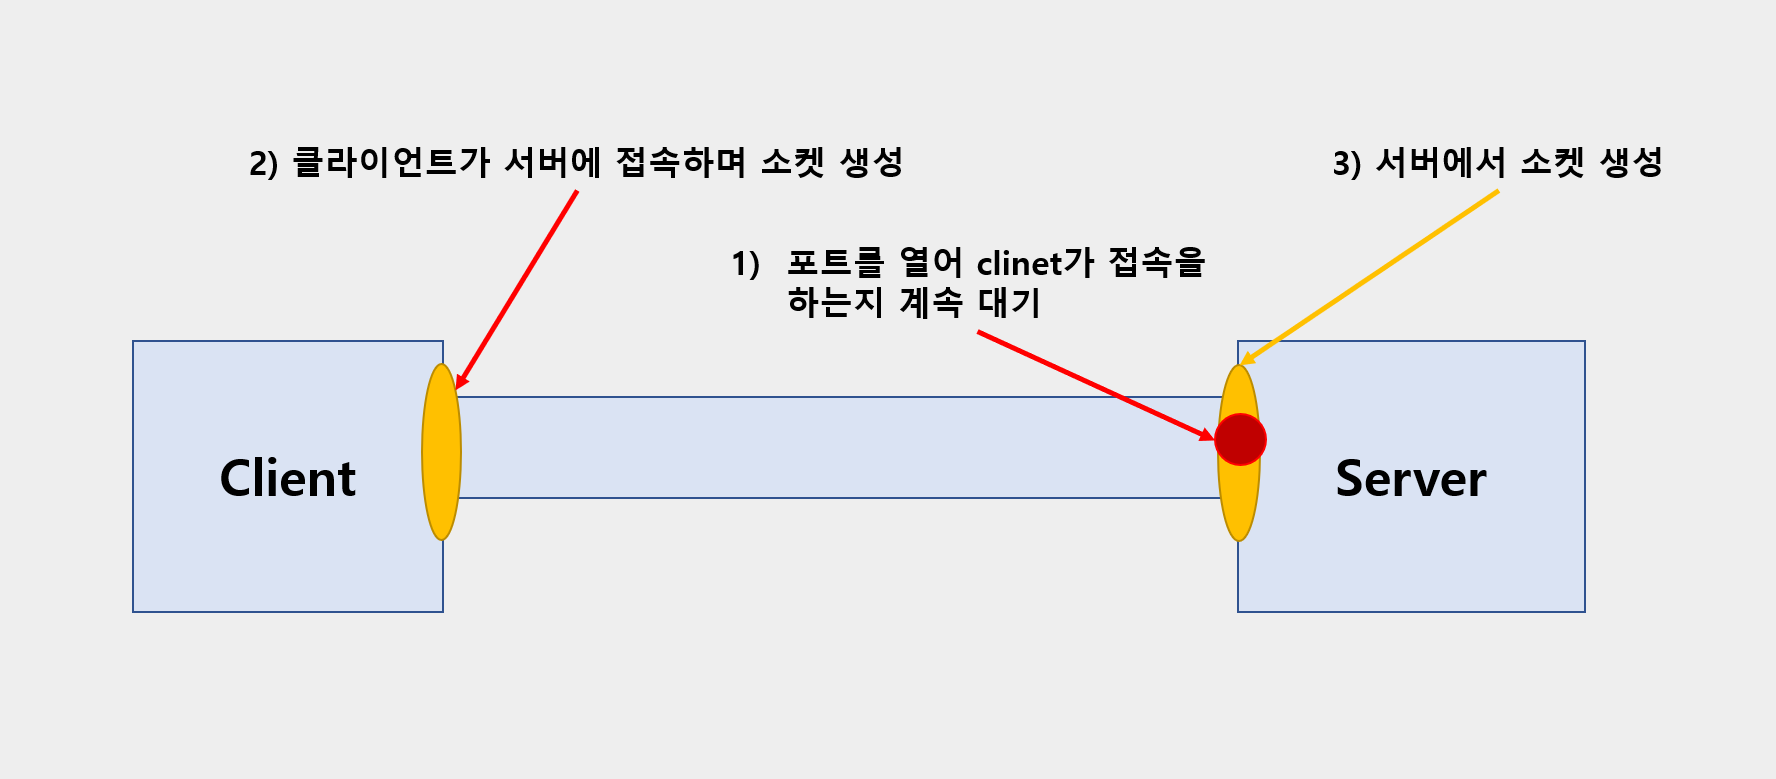 2) 클라이언트가 서버에 접속하며 소켓 생성
3) 서버에서 소켓 생성
1) 포트를 열어 clinet가 접속을
하는지 계속 대기
Client
Server